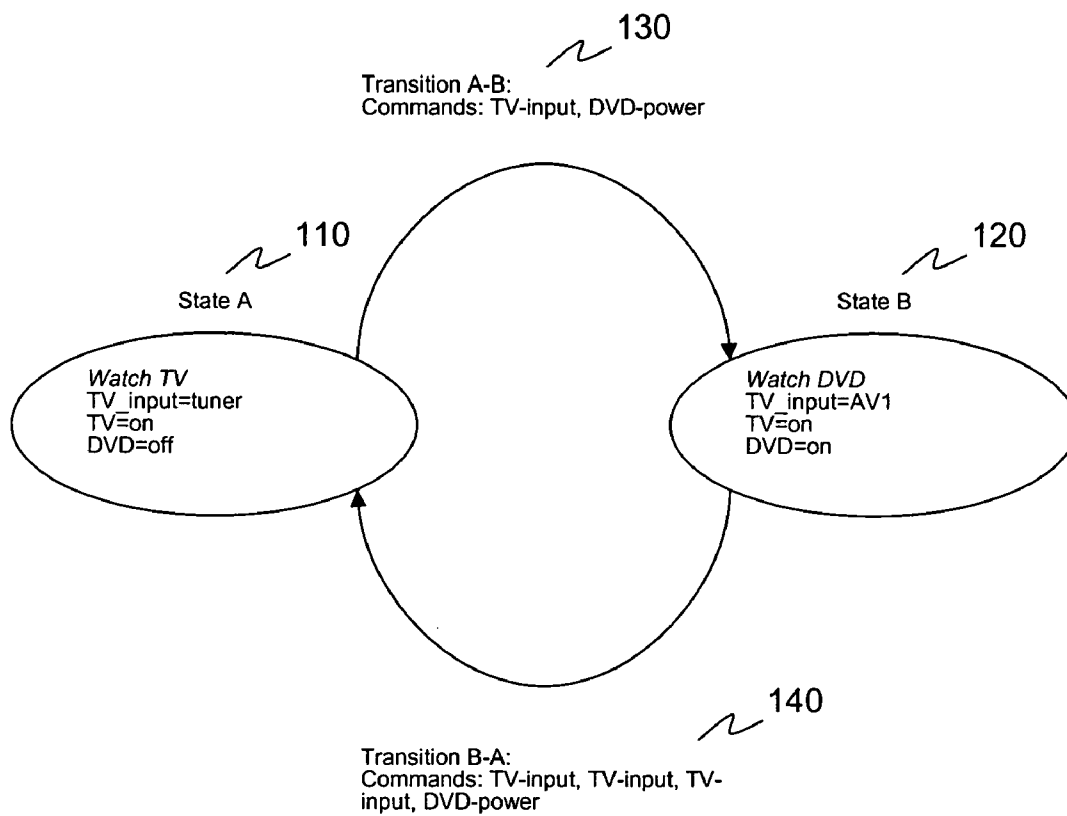 130
Transition A-B:
Commands: TV-input, DVD-power
110
120
State A
State B
Watch TV
TV_input=tuner
TV=on
DVD=off
Watch DVD
TV_input=AV1
TV=on
DVD=on
140
Transition B-A:
Commands: TV-input, TV-input, TV-
input, DVD-power